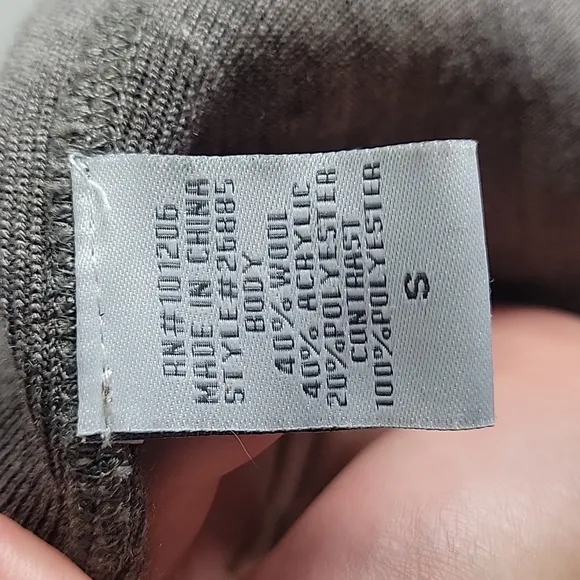 RN#101206
MADE IN CHINA
STYLE#26885
BODY
40% WOOL
40% ACRYLIC
20%POLYESTER
CONTRAST
100%POLYESTER
S